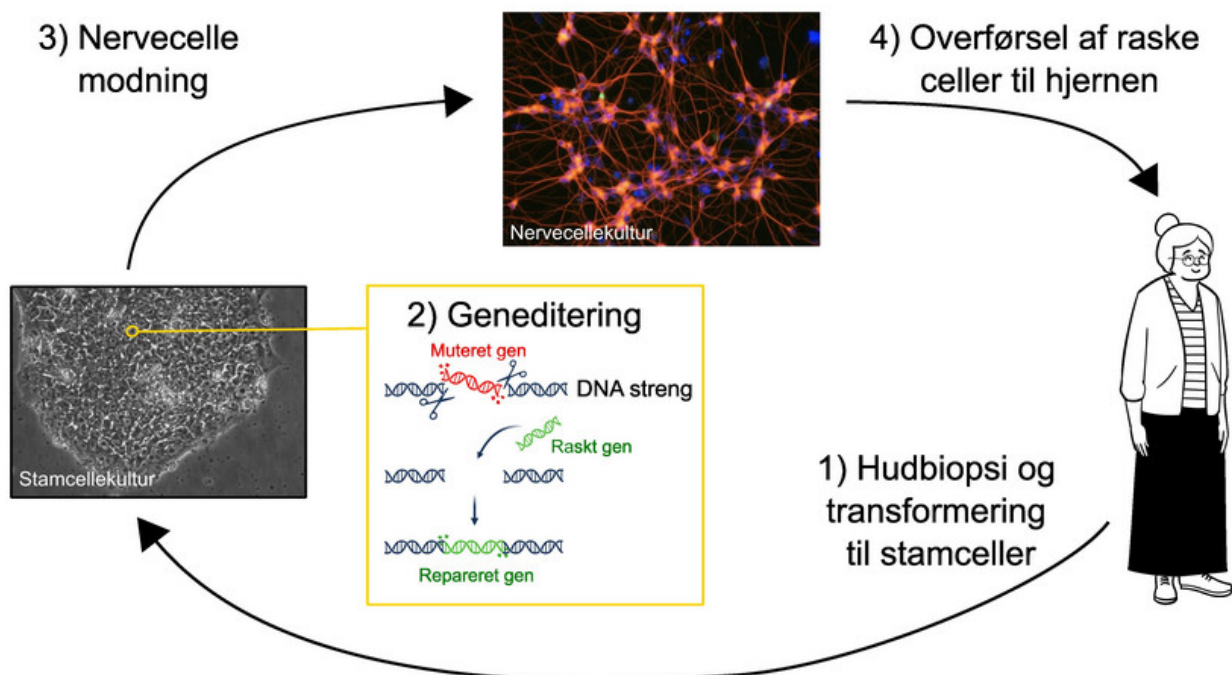 3) Nervecelle
modning
Nervecellekultur
4) Overførsel af raske
celler til hjernen
Stamcellekultur
2) Geneditering
Muteret gen
DNA streng
Raskt gen
Repareret gen
1) Hudbiopsi og
transformering
til stamceller